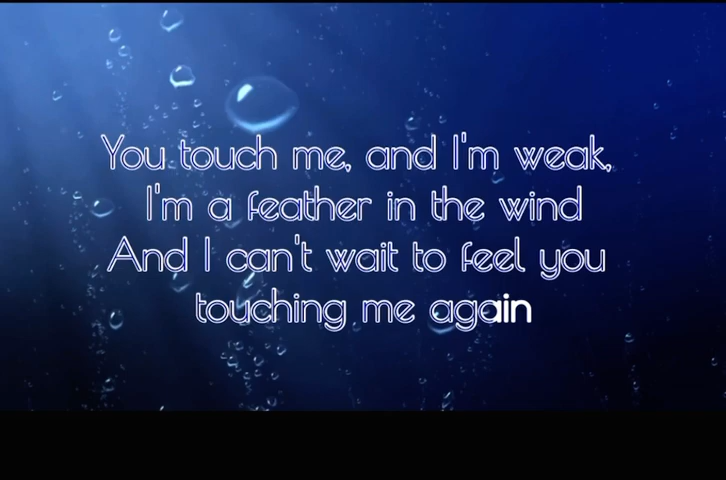 You touch me, and I'm weak,
I'm a feather in the wind
And I can't wait to feel you
touching me again